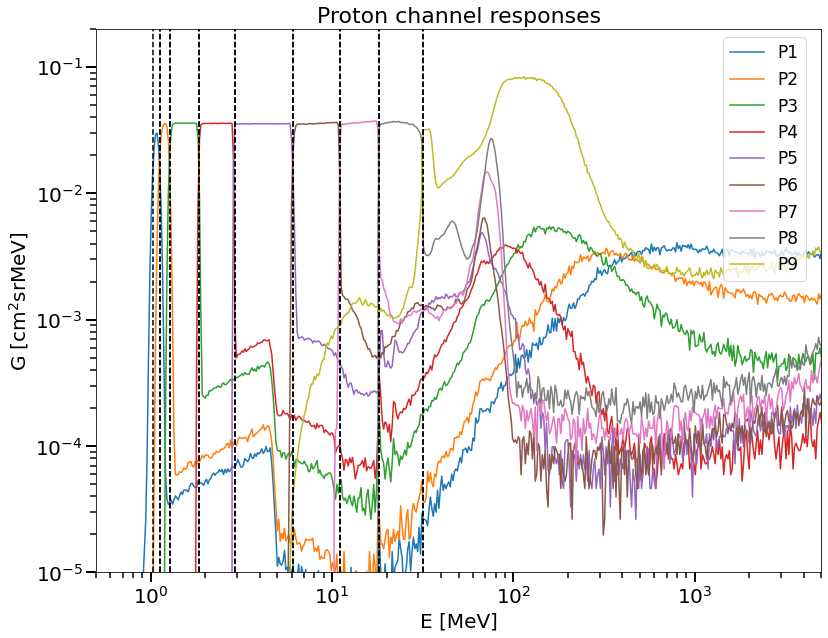 Proton channel responses
G [cm²srMeV]
10⁻¹
10⁻²
10⁻³
10⁻⁴
10⁻⁵
P1
P2
P3
P4
P5
P6
P7
P8
P9
10⁰ 10¹ 10² 10³
E [MeV]